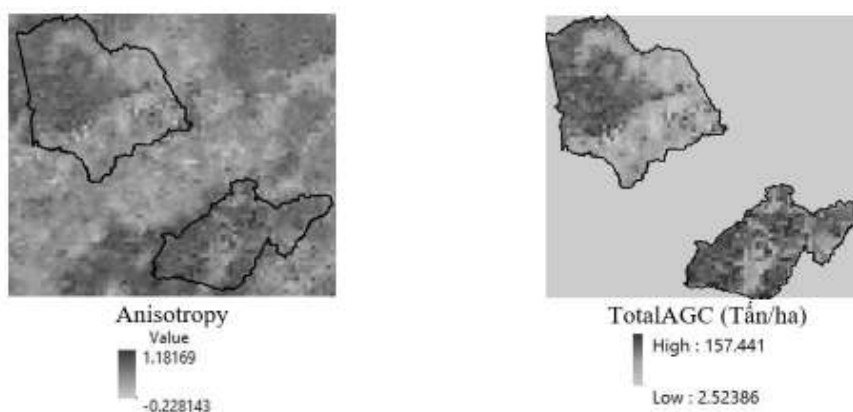 Anisotropy
Value
1.18169
-0.228143
TotalAGC (Tấn/ha)
High : 157.441
Low : 2.52386